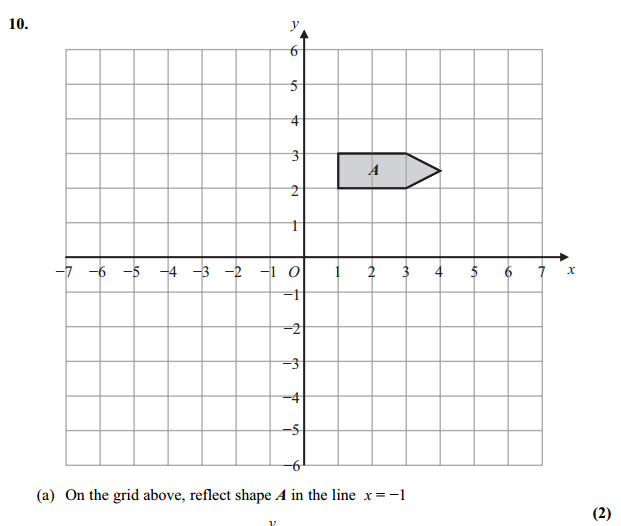 10.
y
6
5
4
3
A
2
1
−7 −6 −5 −4 −3 −2 −1 O 1 2 3 4 5 6 7 x
−1
−2
−3
−4
−5
−6
(a) On the grid above, reflect shape A in the line x = −1
(2)
y